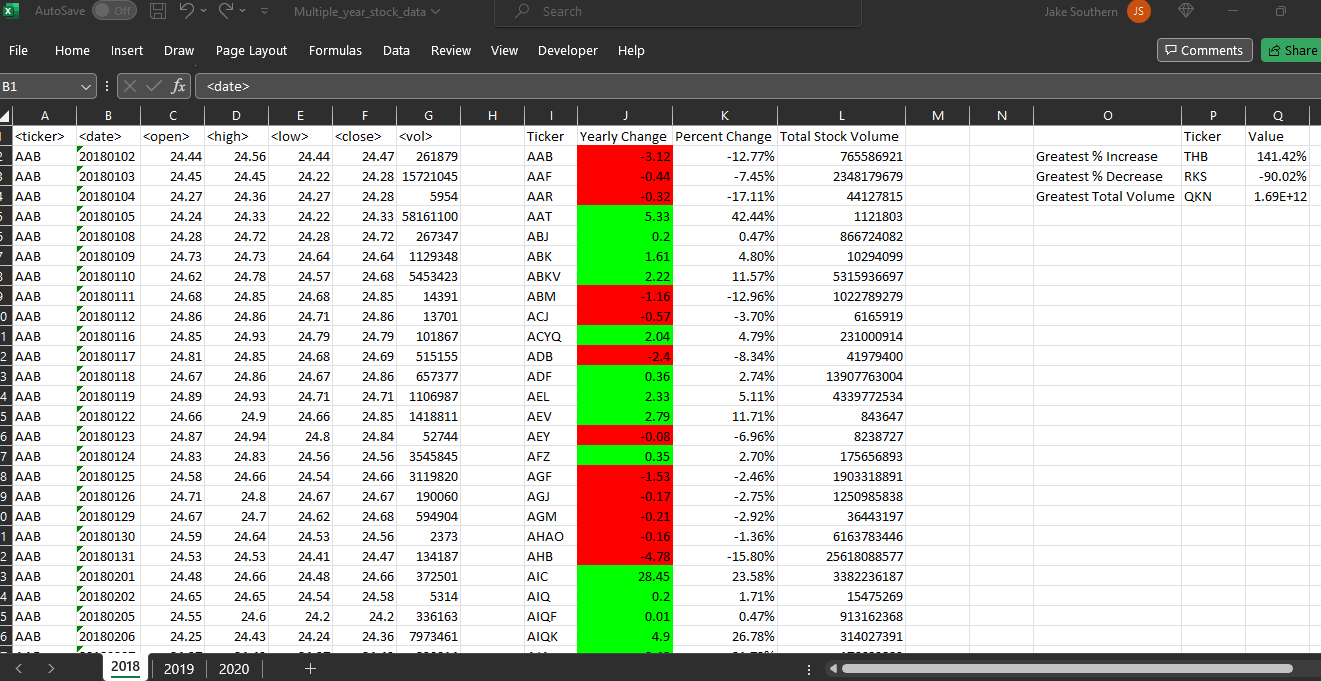 AutoSave Off Multiple_year_stock_data Search Jake Southern JS
File Home Insert Draw Page Layout Formulas Data Review View Developer Help Comments Share
B1 fx <date>
A B C D E F G H I J K L M N O P Q
<ticker> <date> <open> <high> <low> <close> <vol> Ticker Yearly Change Percent Change Total Stock Volume Ticker Value
2 AAB 20180102 24.44 24.56 24.44 24.47 261879 AAB -3.12 -12.77% 765586921 Greatest % Increase THB 141.42%
3 AAB 20180103 24.45 24.45 24.22 24.28 15721045 AAF -0.44 -7.45% 2348179679 Greatest % Decrease RKS -90.02%
4 AAB 20180104 24.27 24.36 24.27 24.28 5954 AAR -0.32 -17.11% 44127815 Greatest Total Volume QKN 1.69E+12
5 AAB 20180105 24.24 24.33 24.22 24.33 58161100 AAT 5.33 42.44% 1121803
6 AAB 20180108 24.28 24.72 24.28 24.72 267347 ABJ 0.2 0.47% 866724082
7 AAB 20180109 24.73 24.73 24.64 24.64 1129348 ABK 1.61 4.80% 10294099
8 AAB 20180110 24.62 24.78 24.57 24.68 5453423 ABKV 2.22 11.57% 5315936697
9 AAB 20180111 24.68 24.85 24.68 24.85 14391 ABM -1.16 -12.96% 1022789279
0 AAB 20180112 24.86 24.86 24.71 24.86 13701 ACJ -0.57 -3.70% 6165919
1 AAB 20180116 24.85 24.93 24.79 24.79 101867 ACYQ 2.04 4.79% 231000914
2 AAB 20180117 24.81 24.85 24.68 24.69 515155 ADB -2.4 -8.34% 41979400
3 AAB 20180118 24.67 24.86 24.67 24.86 657377 ADF 0.36 2.74% 13907763004
4 AAB 20180119 24.89 24.93 24.71 24.71 1106987 AEL 2.33 5.11% 4339772534
5 AAB 20180122 24.66 24.9 24.66 24.85 1418811 AEV 2.79 11.71% 843647
6 AAB 20180123 24.87 24.94 24.8 24.84 52744 AEY -0.08 -6.96% 8238727
7 AAB 20180124 24.83 24.83 24.56 24.56 3545845 AFZ 0.35 2.70% 175656893
8 AAB 20180125 24.58 24.66 24.54 24.66 3119820 AGF -1.53 -2.46% 1903318891
9 AAB 20180126 24.71 24.8 24.67 24.67 190060 AGJ -0.17 -2.75% 1250985838
0 AAB 20180129 24.67 24.7 24.62 24.68 594904 AGM -0.21 -2.92% 36443197
1 AAB 20180130 24.59 24.64 24.53 24.56 2373 AHAO -0.16 -1.36% 6163783446
2 AAB 20180131 24.53 24.53 24.41 24.47 134187 AHB -4.78 -15.80% 25618088577
3 AAB 20180201 24.48 24.66 24.48 24.66 372501 AIC 28.45 23.58% 3382236187
4 AAB 20180202 24.65 24.65 24.54 24.58 5314 AIQ 0.2 1.71% 15475269
5 AAB 20180205 24.55 24.6 24.2 24.2 336163 AIQF 0.01 0.47% 913162368
6 AAB 20180206 24.25 24.43 24.24 24.36 7973461 AIQK 4.9 26.78% 314027391
2018 2019 2020